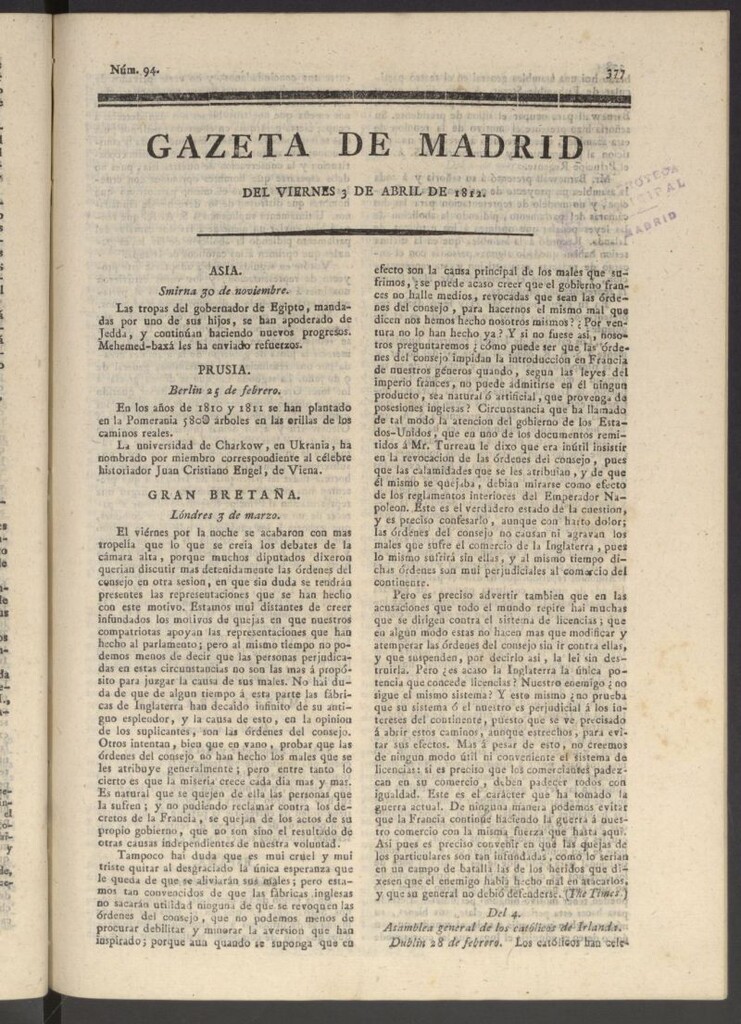 Núm. 94.
377
GAZETA DE MADRID
DEL VIERNES 3 DE ABRIL DE 1812.
ASIA.
Smirna 30 de noviembre.
Las tropas del gobernador de Egipto, manda-
das por uno de sus hijos, se han apoderado de
Jedda, y continúan haciendo nuevos progresos.
Mehemed-baxá les ha enviado refuerzos.
PRUSIA.
Berlin 25 de febrero.
En los años de 1810 y 1811 se han plantado
en la Pomerania árboles en las orillas de los
caminos reales.
La universidad de Charkow, en Ukrania, ha
nombrado por miembro correspondiente al célebre
historiador Juan Cristiano Engel, de Viena.
GRAN BRETAÑA.
Lóndres 3 de marzo.
El viérnes por la noche se acabaron con mas
tropelía que lo que se creia los debates de la
cámara alta, porque muchos diputados dixeron
querian discutir mas detenidamente las órdenes del
consejo en otra sesion, en que sin duda se tendrán
presentes las representaciones que se han hecho
con este motivo. Estamos mui distantes de creer
infundados los motivos de quejas en que nuestros
compatriotas apoyan las representaciones que han
hecho al parlamento; pero al mismo tiempo no po-
demos menos de decir que las personas perjudica-
das en estas circunstancias no son las mas á propó-
sito para juzgar la causa de sus males. No hai du-
da de que de algun tiempo á esta parte las fábri-
cas de Inglaterra han decaido infinito de su anti-
guo esplendor, y la causa de esto, en la opinion
de los suplicantes, son las órdenes del consejo.
Otros intentan, bien que en vano, probar que las
órdenes del consejo no han hecho los males que se
les atribuye generalmente; pero entre tanto lo
cierto es que la miseria crece cada dia mas y mar.
Es natural que se quejen de ella las personas que
la sufren; y no pudiendo reclamar contra los de-
cretos de la Francia, se quejan de los actos de su
propio gobierno, que no son sino el resultado de
otras causas independientes de nuestra voluntad.
Tampoco hai duda que es mui cruel y mui
triste quitar al desgraciado la única esperanza que
le queda de que se aliviarán sus males; pero esta-
mos tan convencidos de que las fábricas inglesas
no sacarán utilidad ninguna de que se revoquen las
órdenes del consejo, que no podemos menos de
procurar debilitar y minorar la aversion que han
inspirado; porque aun quando se suponga que en
efecto son la causa principal de los males que su-
frimos, ¿se puede acaso creer que el gobierno fran-
ces no halle medios, revocadas que sean las órde-
nes del consejo, para hacernos el mismo mal que
dicen nos hemos hecho nosotros mismos? ¿Por ven-
tura no lo han hecho ya? Y si no fuese asi, noso-
tros preguntaremos ¿cómo puede ser que las órde-
nes del consejo impidan la introduccion en Francia
de nuestros géneros quando, segun las leyes del
imperio frances, no puede admitirse en él ningun
producto, sea natural ó artificial, que provenga de
posesiones inglesas? Circunstancia que ha llamado
de tal modo la atencion del gobierno de los Esta-
dos-Unidos, que en uno de los documentos remi-
tidos á Mr. Turreau le dixo que era inútil insistir
en la revocacion de las órdenes del consejo, pues
que las calamidades que se les atribuian, y de que
él mismo se quejaba, debian mirarse como efecto
de los reglamentos interiores del Emperador Na-
poleon. Este es el verdadero estado de la cuestion,
y es preciso confesarlo, aunque con harto dolor;
las órdenes del consejo no causan ni agravan los
males que sufre el comercio de la Inglaterra, pues
lo mismo sufrirá sin ellas, y al mismo tiempo di-
chas órdenes son mui perjudiciales al comercio del
continente.
Pero es preciso advertir tambien que en las
acusaciones que todo el mundo repite hai muchas
que se dirigen contra el sistema de licencias; que
en algun modo estas no hacen mas que modificar y
atemperar las órdenes del consejo sin ir contra ellas,
y que suspenden, por decirlo asi, la lei sin des-
truirla. Pero ¿es acaso la Inglaterra la única po-
tencia que concede licencias? Nuestro enemigo ¿no
sigue el mismo sistema? Y esto mismo ¿no prueba
que su sistema ó el nuestro es perjudicial á los in-
tereses del continente, puesto que se ve precisado
á abrir estos caminos, aunque estrechos, para evi-
tar sus efectos. Mas á pesar de esto, no creemos
de ningun modo útil ni conveniente el sistema de
licencias: si es preciso que los comerciantes padez-
can en su comercio, deben padecer todos con
igualdad. Este es el carácter que ha tomado la
guerra actual. De ninguna manera podemos evitar
que la Francia continúe haciendo la guerra á nues-
tro comercio con la misma fuerza que hasta aqui.
Asi pues es preciso convenir en que las quejas de
los particulares son tan infundadas, como lo serian
en un campo de batalla las de los heridos que di-
xesen que el enemigo habia hecho mal en atacarlos,
y que su general no debió defenderse. (The Times.)
Del 4.
Asamblea general de los católicos de Irlanda.
Dublin 28 de febrero. Los católicos han cele-
MADRID